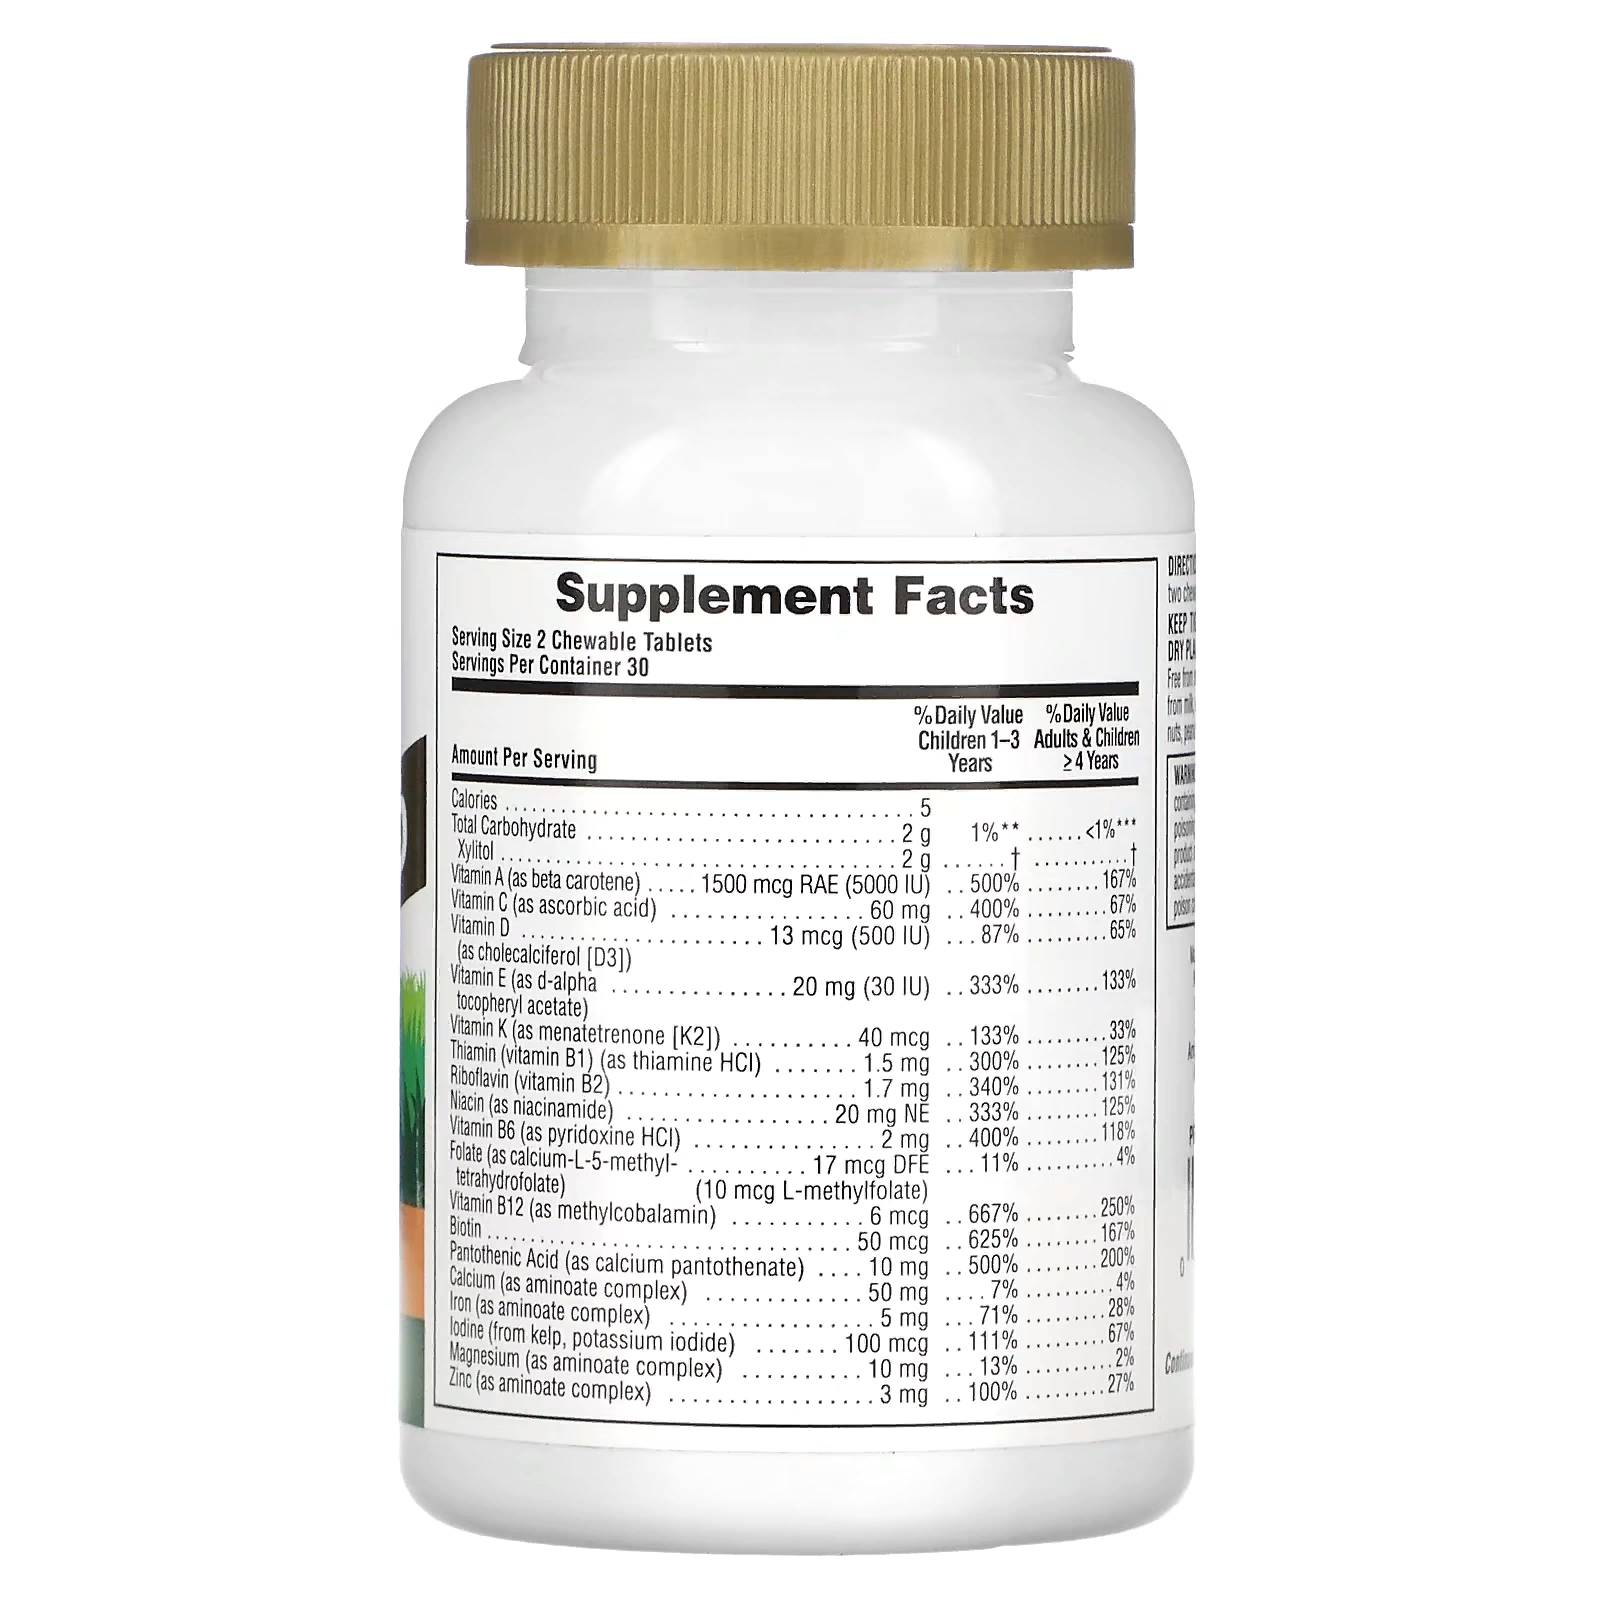 Supplement Facts
Serving Size 2 Chewable Tablets
Servings Per Container 30
Amount Per Serving
% Daily Value Children 1–3 Years
% Daily Value Adults & Children ≥ 4 Years
Calories 5
Total Carbohydrate 2 g 1%** <1%***
Xylitol 2 g † †
Vitamin A (as beta carotene) 1500 mcg RAE (5000 IU) 500% 167%
Vitamin C (as ascorbic acid) 60 mg 400% 67%
Vitamin D 13 mcg (500 IU) 87% 65%
(as cholecalciferol [D3])
Vitamin E (as d-alpha 20 mg (30 IU) 333% 133%
tocopheryl acetate)
Vitamin K (as menatetrenone [K2]) 40 mcg 133% 33%
Thiamin (vitamin B1) (as thiamine HCl) 1.5 mg 300% 125%
Riboflavin (vitamin B2) 1.7 mg 340% 131%
Niacin (as niacinamide) 20 mg NE 333% 125%
Vitamin B6 (as pyridoxine HCl) 2 mg 400% 118%
Folate (as calcium-L-5-methyl- 17 mcg DFE 11% 4%
tetrahydrofolate) (10 mcg L-methylfolate)
Vitamin B12 (as methylcobalamin) 6 mcg 667% 250%
Biotin 50 mcg 625% 167%
Pantothenic Acid (as calcium pantothenate) 10 mg 500% 200%
Calcium (as aminoate complex) 50 mg 7% 4%
Iron (as aminoate complex) 5 mg 71% 28%
Iodine (from kelp, potassium iodide) 100 mcg 111% 67%
Magnesium (as aminoate complex) 10 mg 13% 2%
Zinc (as aminoate complex) 3 mg 100% 27%
two
KEEP
DRY
Free from
from milk,
nuts,